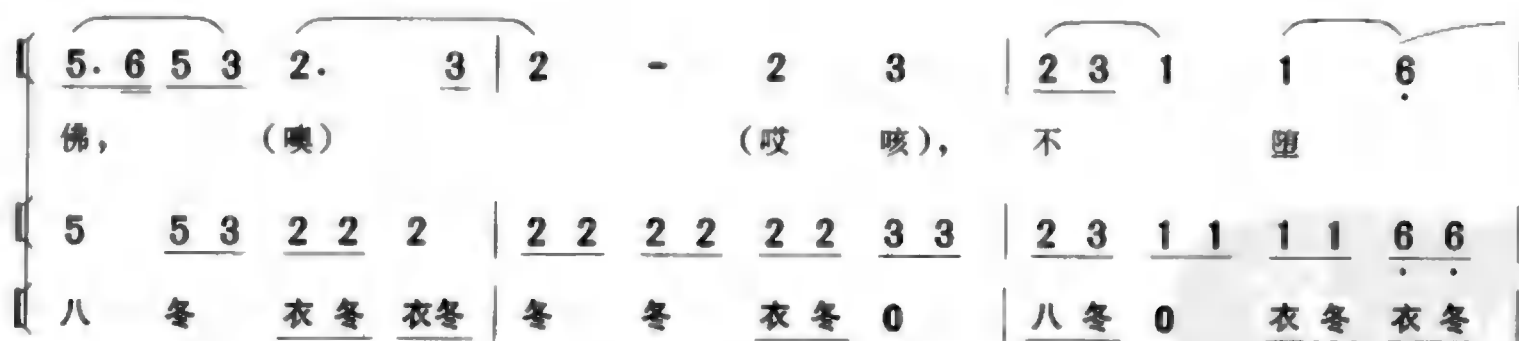 5. 6 5 3 2. 3 | 2 - 2 3 | 2 3 1 1 6
佛，（噢）（哎 咳），不 堕
5 5 3 2 2 2 | 2 2 2 2 2 2 3 3 | 2 3 1 1 1 1 6 6
八 冬 衣冬 衣冬 | 冬 冬 衣冬 0 | 八冬 0 衣冬 衣冬